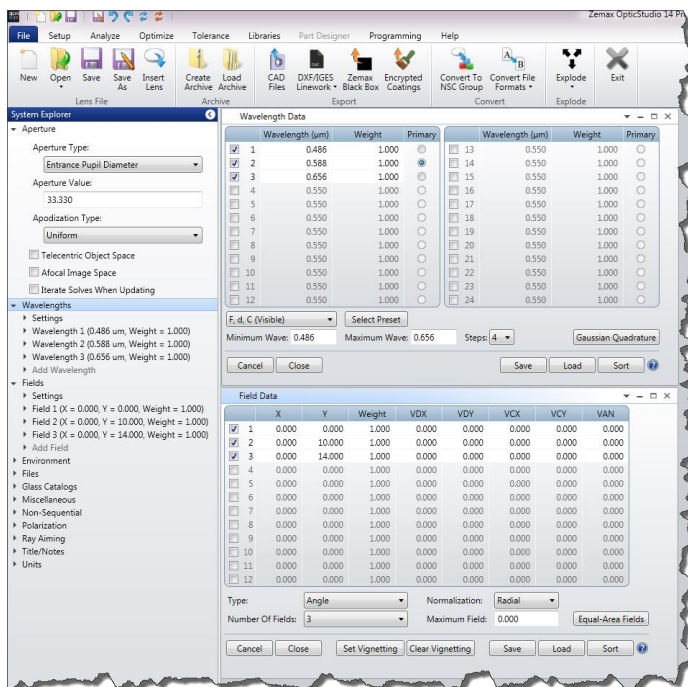 Zemax OpticStudio 14 Pr
File Setup Analyze Optimize Tolerance Libraries Part Designer Programming Help
New Open Save Save As Insert Lens Create Archive Load Archive CAD Files DXF/IGES Linework Zemax Black Box Encrypted Coatings Convert To NSC Group Convert File Formats Explode Exit
Lens File Archive Export Convert Explode
System Explorer
Aperture
Aperture Type:
Entrance Pupil Diameter
Aperture Value:
33.330
Apodization Type:
Uniform
Telecentric Object Space
Afocal Image Space
Iterate Solves When Updating
Wavelengths
Settings
Wavelength 1 (0.486 um, Weight = 1.000)
Wavelength 2 (0.588 um, Weight = 1.000)
Wavelength 3 (0.656 um, Weight = 1.000)
Add Wavelength
Fields
Settings
Field 1 (X = 0.000, Y = 0.000, Weight = 1.000)
Field 2 (X = 0.000, Y = 10.000, Weight = 1.000)
Field 3 (X = 0.000, Y = 14.000, Weight = 1.000)
Add Field
Environment
Files
Glass Catalogs
Miscellaneous
Non-Sequential
Polarization
Ray Aiming
Title/Notes
Units
Wavelength Data
Wavelength (µm) Weight Primary Wavelength (µm) Weight Primary
1 0.486 1.000 13 0.550 1.000
2 0.588 1.000 14 0.550 1.000
3 0.656 1.000 15 0.550 1.000
4 0.550 1.000 16 0.550 1.000
5 0.550 1.000 17 0.550 1.000
6 0.550 1.000 18 0.550 1.000
7 0.550 1.000 19 0.550 1.000
8 0.550 1.000 20 0.550 1.000
9 0.550 1.000 21 0.550 1.000
10 0.550 1.000 22 0.550 1.000
11 0.550 1.000 23 0.550 1.000
12 0.550 1.000 24 0.550 1.000
F, d, C (Visible) Select Preset
Minimum Wave: 0.486 Maximum Wave: 0.656 Steps: 4 Gaussian Quadrature
Cancel Close Save Load Sort
Field Data
X Y Weight VDX VDY VCX VCY VAN
1 0.000 0.000 1.000 0.000 0.000 0.000 0.000 0.000
2 0.000 10.000 1.000 0.000 0.000 0.000 0.000 0.000
3 0.000 14.000 1.000 0.000 0.000 0.000 0.000 0.000
4 0.000 0.000 1.000 0.000 0.000 0.000 0.000 0.000
5 0.000 0.000 1.000 0.000 0.000 0.000 0.000 0.000
6 0.000 0.000 1.000 0.000 0.000 0.000 0.000 0.000
7 0.000 0.000 1.000 0.000 0.000 0.000 0.000 0.000
8 0.000 0.000 1.000 0.000 0.000 0.000 0.000 0.000
9 0.000 0.000 1.000 0.000 0.000 0.000 0.000 0.000
10 0.000 0.000 1.000 0.000 0.000 0.000 0.000 0.000
11 0.000 0.000 1.000 0.000 0.000 0.000 0.000 0.000
12 0.000 0.000 1.000 0.000 0.000 0.000 0.000 0.000
Type: Angle Normalization: Radial
Number Of Fields: 3 Maximum Field: 0.000 Equal-Area Fields
Cancel Close Set Vignetting Clear Vignetting Save Load Sort